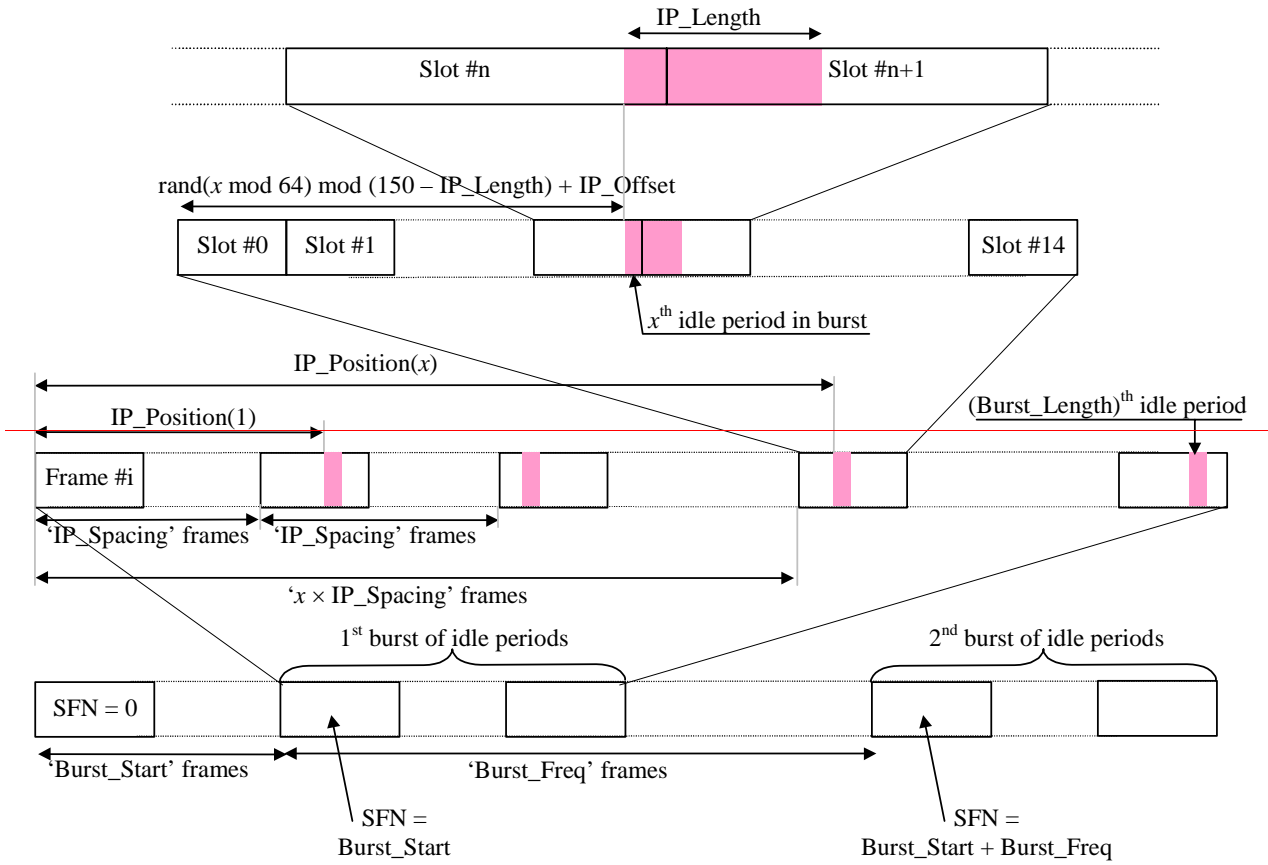 IP_Length
Slot #n
Slot #n+1
rand(x mod 64) mod (150 – IP_Length) + IP_Offset
Slot #0
Slot #1
Slot #14
xth idle period in burst
IP_Position(x)
IP_Position(1)
(Burst_Length)th idle period
Frame #i
‘IP_Spacing’ frames
‘IP_Spacing’ frames
‘x × IP_Spacing’ frames
1st burst of idle periods
2nd burst of idle periods
SFN = 0
‘Burst_Start’ frames
‘Burst_Freq’ frames
SFN =
Burst_Start
SFN =
Burst_Start + Burst_Freq